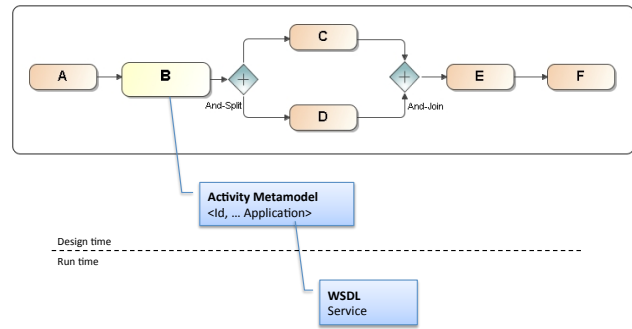 A
B
C
D
E
F
And-Split
And-Join
Activity Metamodel
<Id, ... Application>
Design time
Run time
WSDL
Service